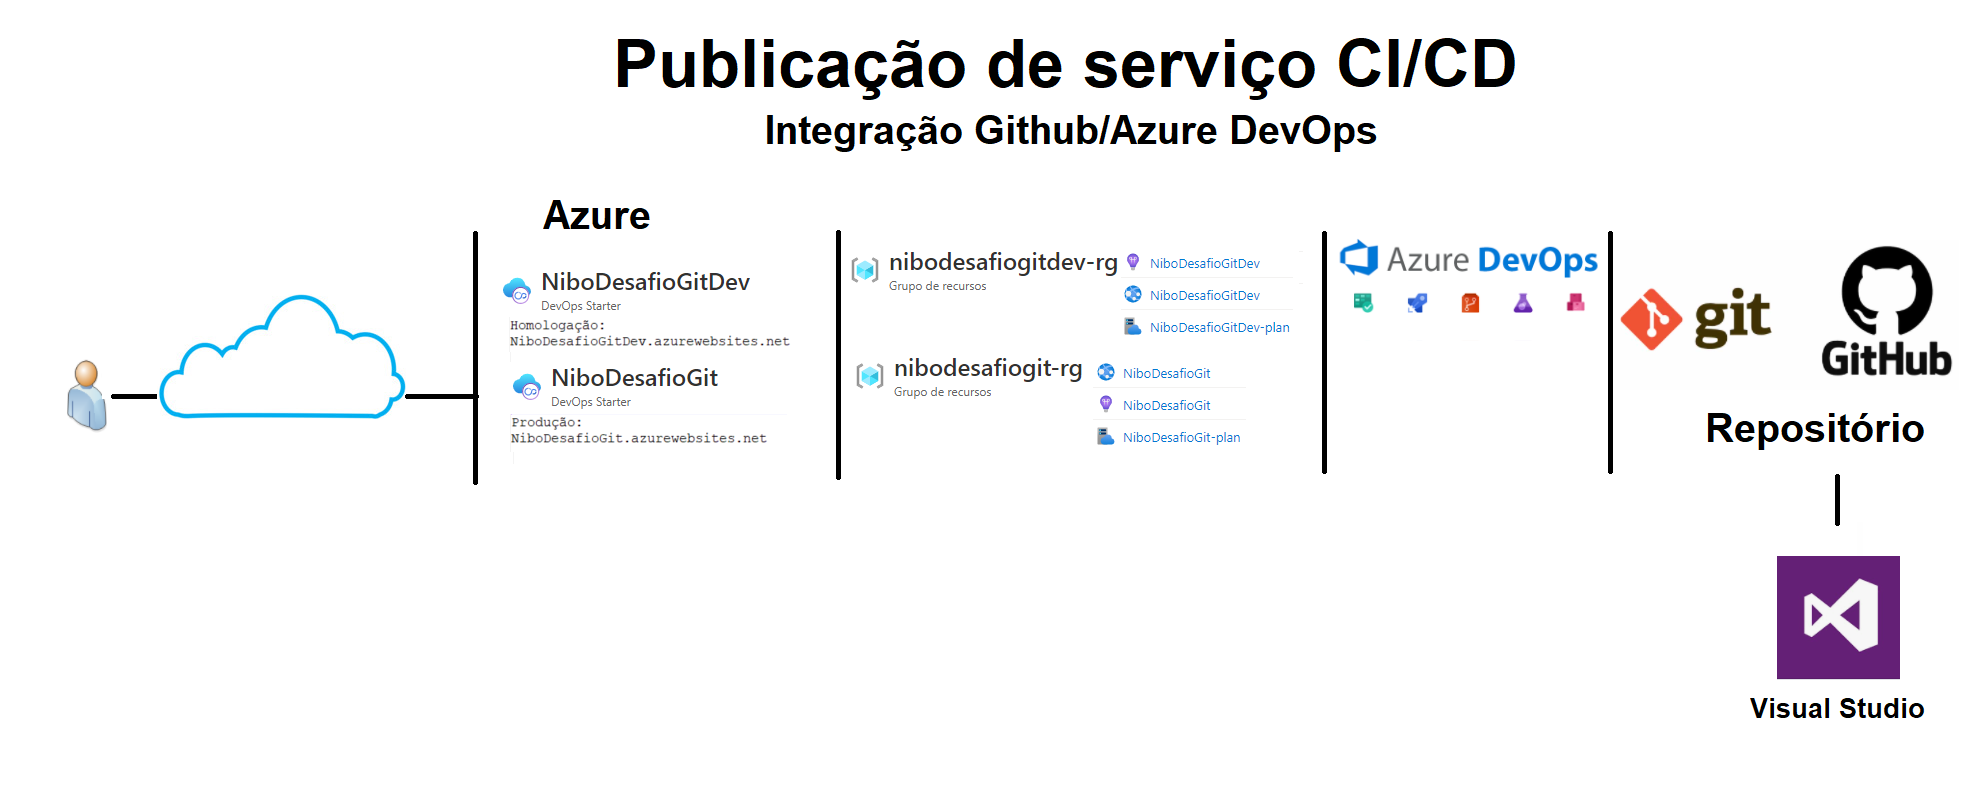 Publicação de serviço CI/CD
Integração Github/Azure DevOps
Azure
NiboDesafioGitDev
DevOps Starter
Homologação:
NiboDesafioGitDev.azurewebsites.net
NiboDesafioGit
DevOps Starter
Produção:
NiboDesafioGit.azurewebsites.net
nibodesafiogitdev-rg
Grupo de recursos
NiboDesafioGitDev
NiboDesafioGitDev
NiboDesafioGitDev-plan
nibodesafiogit-rg
Grupo de recursos
NiboDesafioGit
NiboDesafioGit
NiboDesafioGit-plan
Azure DevOps
git
GitHub
Repositório
Visual Studio